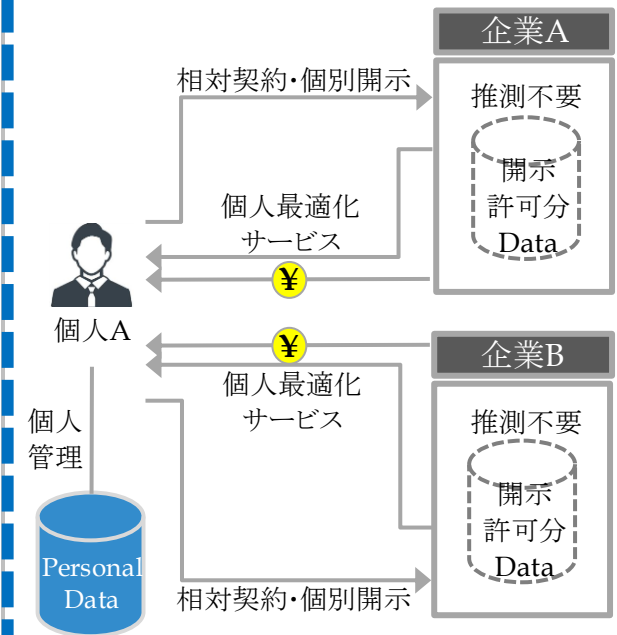 企業A
相対契約・個別開示
推測不要
開示
許可分
Data
個人最適化
サービス
¥
個人A
¥
企業B
個人最適化
サービス
推測不要
個人
管理
開示
許可分
Data
Personal
Data
相対契約・個別開示